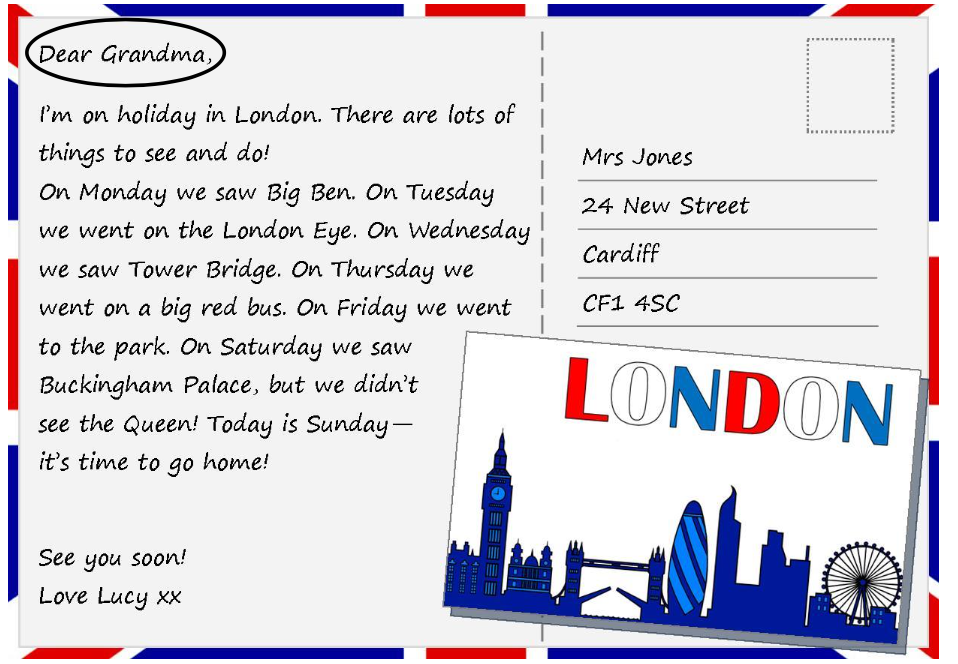 Dear Grandma,
I'm on holiday in London. There are lots of
things to see and do!
On Monday we saw Big Ben. On Tuesday
we went on the London Eye. On Wednesday
we saw Tower Bridge. On Thursday we
went on a big red bus. On Friday we went
to the park. On Saturday we saw
Buckingham Palace, but we didn't
see the Queen! Today is Sunday—
it's time to go home!
See you soon!
Love Lucy xx
Mrs Jones
24 New Street
Cardiff
CF1 4SC
LONDON